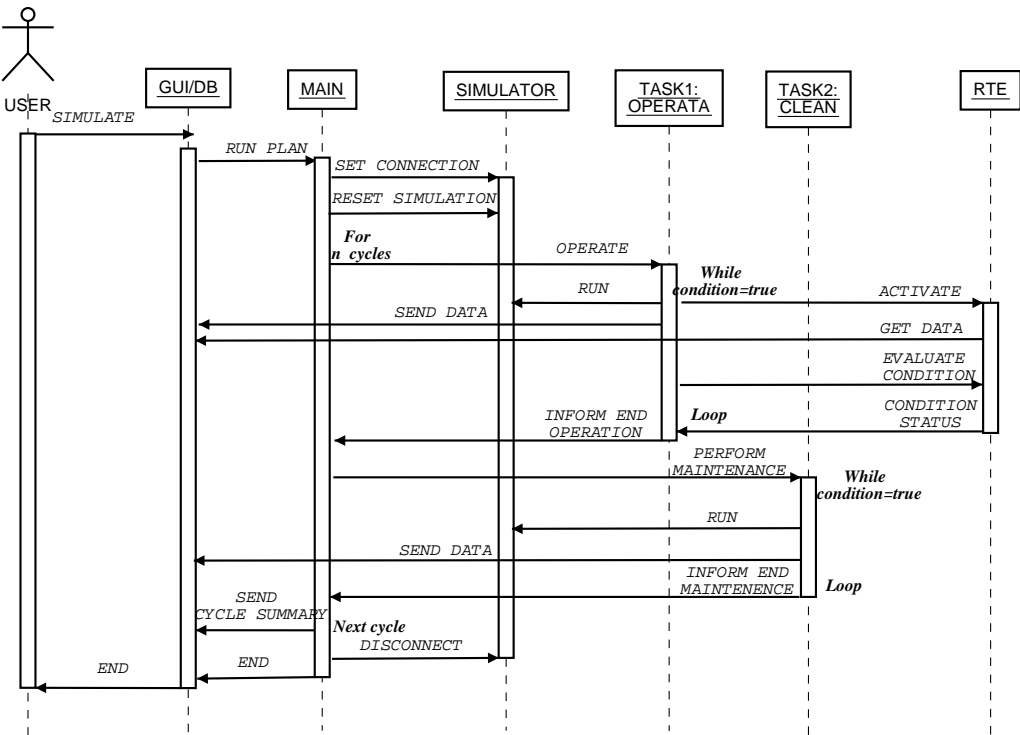 USER
GUI/DB
MAIN
SIMULATOR
TASK1:
OPERATA
TASK2:
CLEAN
RTE
SIMULATE
RUN PLAN
SET CONNECTION
RESET SIMULATION
For
n cycles
OPERATE
While
condition=true
RUN
ACTIVATE
SEND DATA
GET DATA
EVALUATE
CONDITION
CONDITION
STATUS
Loop
INFORM END
OPERATION
PERFORM
MAINTENANCE
While
condition=true
RUN
SEND DATA
INFORM END
MAINTENENCE
Loop
SEND
CYCLE SUMMARY
Next cycle
DISCONNECT
END
END